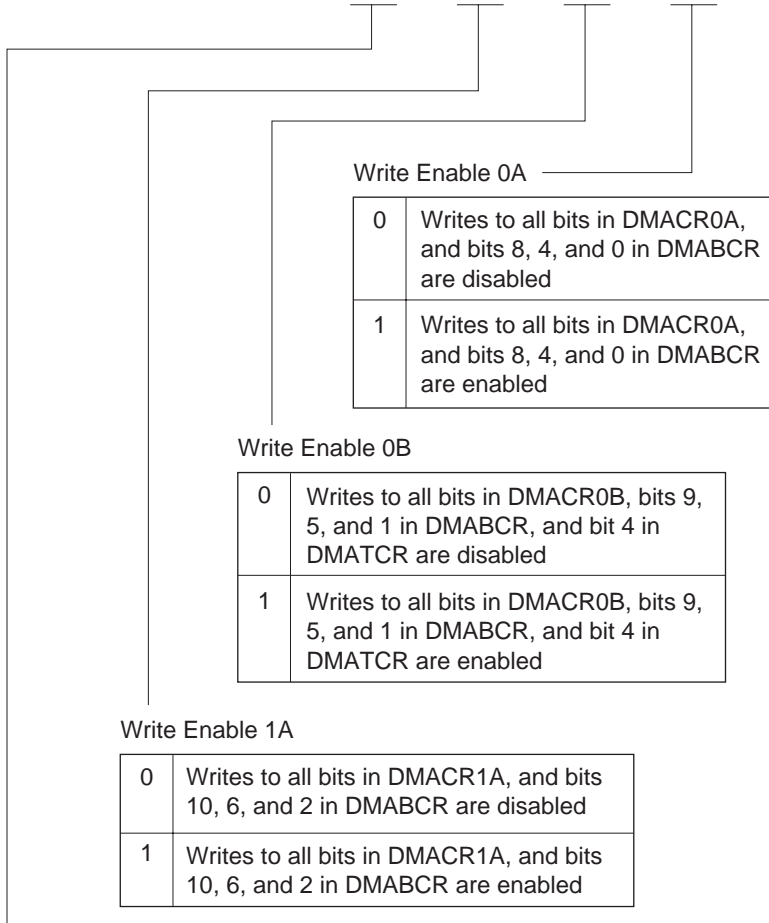 Write Enable 0A
0 Writes to all bits in DMACR0A,
and bits 8, 4, and 0 in DMABCR
are disabled
1 Writes to all bits in DMACR0A,
and bits 8, 4, and 0 in DMABCR
are enabled
Write Enable 0B
0 Writes to all bits in DMACR0B, bits 9,
5, and 1 in DMABCR, and bit 4 in
DMATCR are disabled
1 Writes to all bits in DMACR0B, bits 9,
5, and 1 in DMABCR, and bit 4 in
DMATCR are enabled
Write Enable 1A
0 Writes to all bits in DMACR1A, and bits
10, 6, and 2 in DMABCR are disabled
1 Writes to all bits in DMACR1A, and bits
10, 6, and 2 in DMABCR are enabled